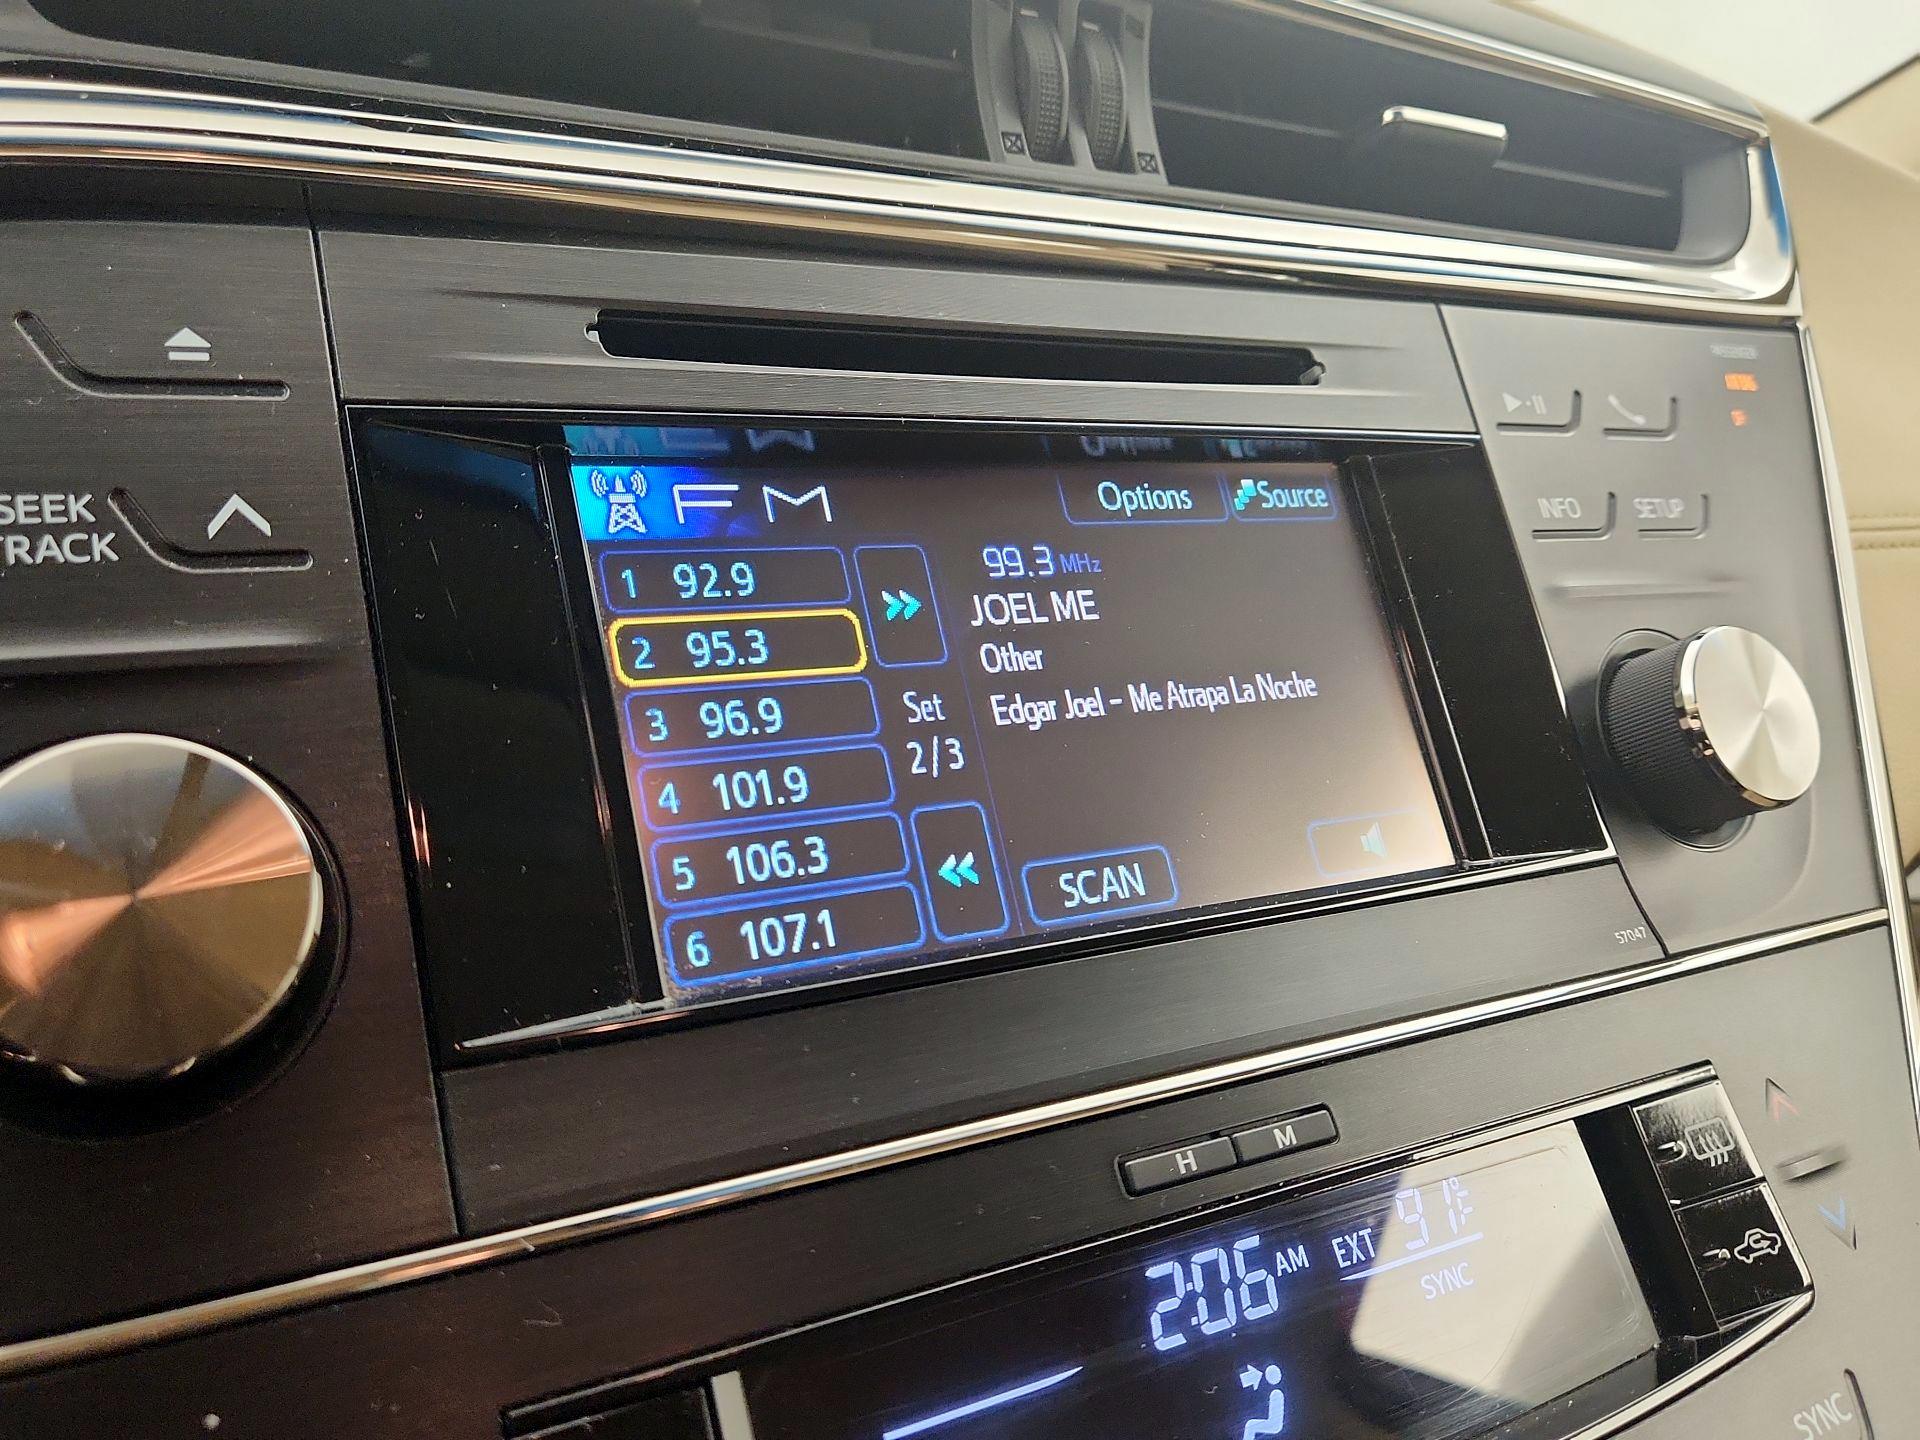 SEEK
TRACK
FM
Options
Source
1 92.9
2 95.3
3 96.9
4 101.9
5 106.3
6 107.1
Set
2/3
99.3 MHz
JOEL ME
Other
Edgar Joel - Me Atrapa La Noche
SCAN
INFO
SETUP
57047
H
M
2:06 AM
EXT 91°F
SYNC
SYNC